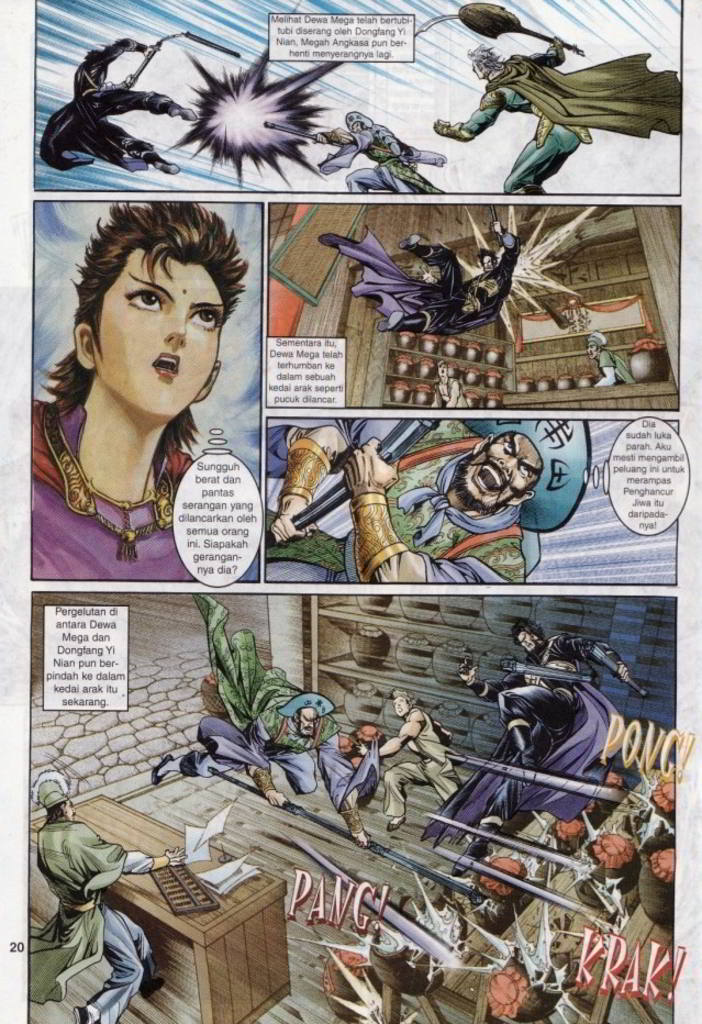 Melihat Dewa Mega telah bertubi-
tubi diserang oleh Dongfang Yi
Nian, Megah Angkasa pun ber-
henti menyerangnya lagi.
Sungguh
berat dan
pantas
serangan yang
dilancarkan oleh
semua orang
ini. Siapakah
gerangan-
nya dia?
Sementara itu,
Dewa Mega telah
terhumban ke
dalam sebuah
kedai arak seperti
pucuk dilancar.
Dia
sudah luka
parah. Aku
mesti mengambil
peluang ini untuk
merampas
Penghancur
Jiwa itu
daripada-
nya!
Pergelutan di
antara Dewa
Mega dan
Dongfang Yi
Nian pun ber-
pindah ke dalam
kedai arak itu
sekarang.
PONG!
PANG!
KRAK!
20